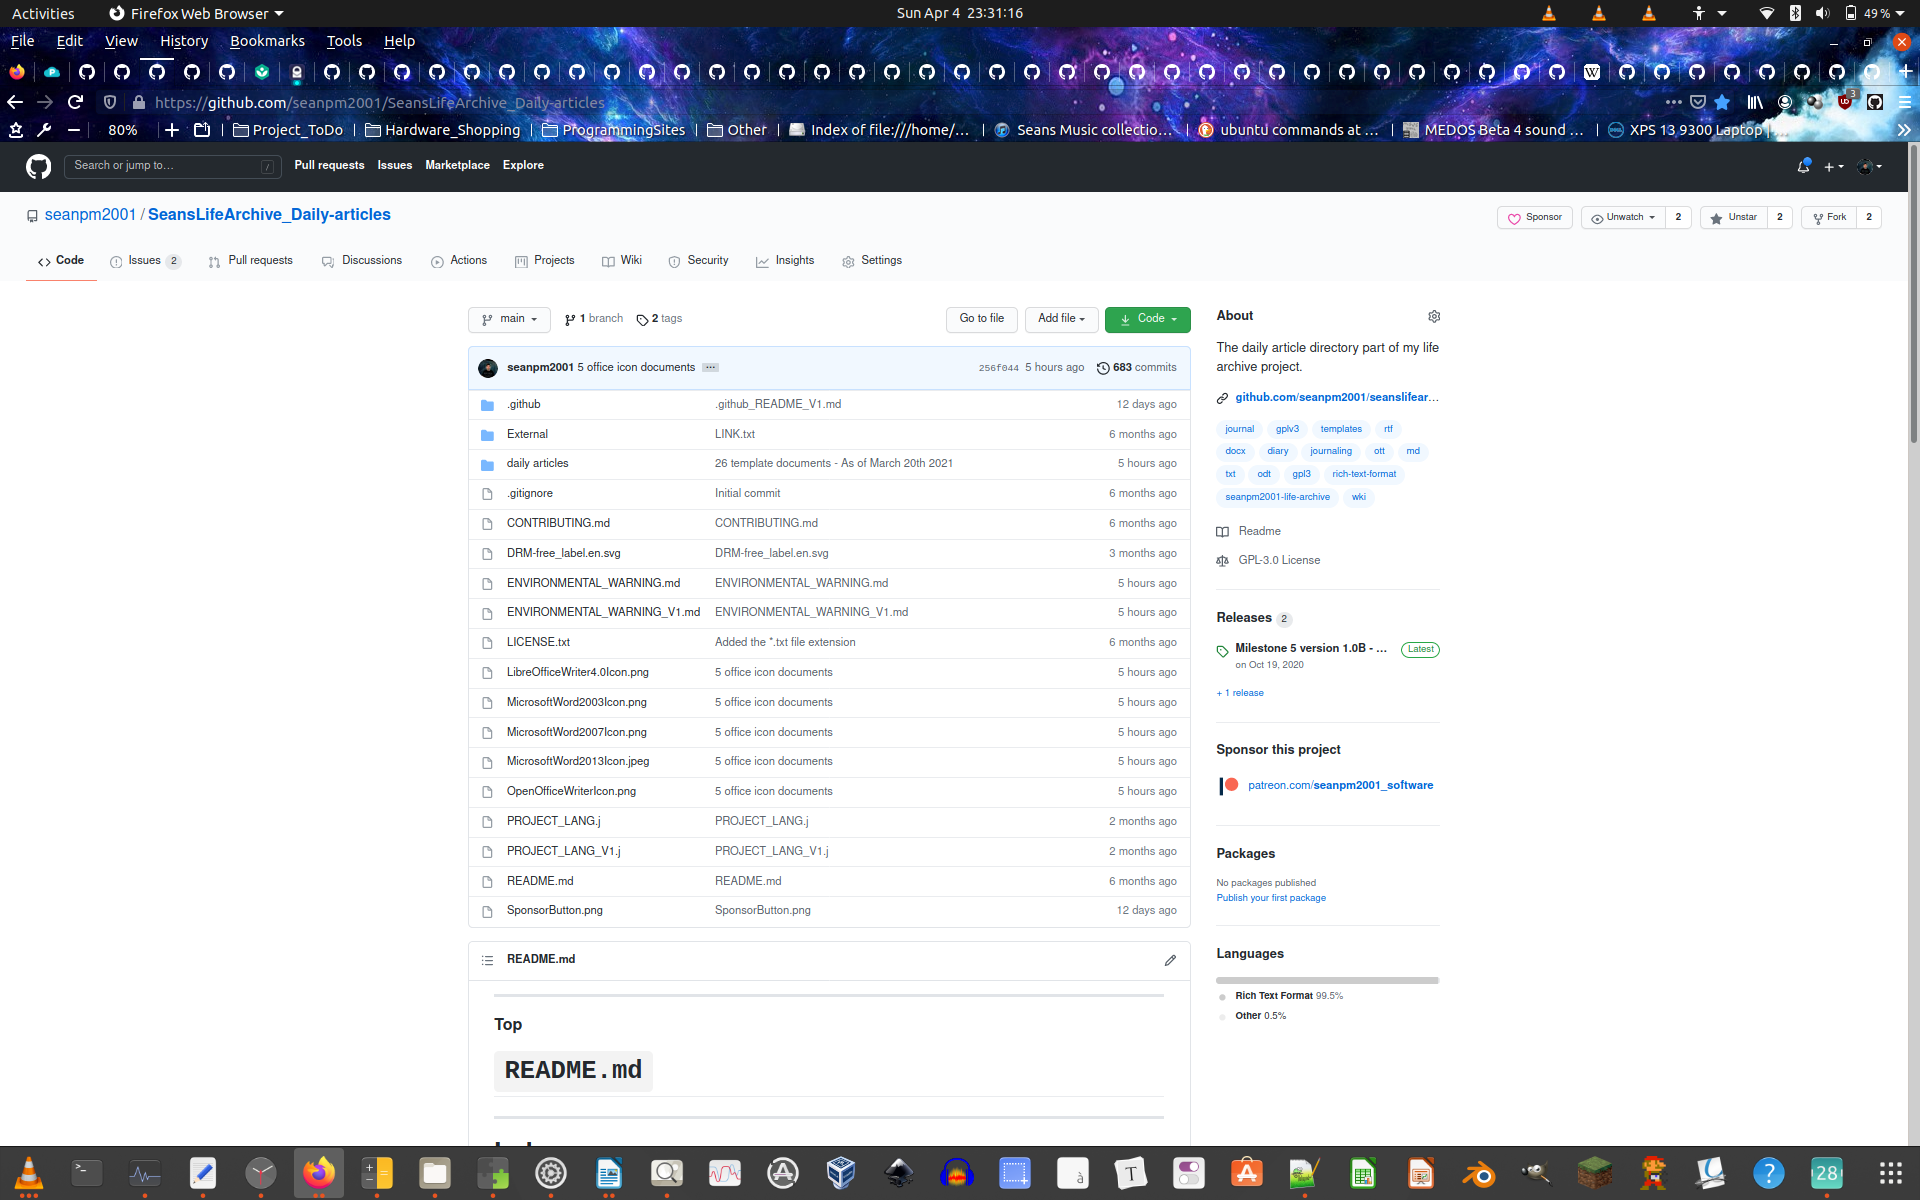 Activities Firefox Web Browser Sun Apr 4 23:31:16 49 %
File Edit View History Bookmarks Tools Help
https://github.com/seanpm2001/SeansLifeArchive_Daily-articles 3
80% Project_ToDo Hardware_Shopping ProgrammingSites Other Index of file:///home/... Seans Music collectio... ubuntu commands at ... MEDOS Beta 4 sound ... XPS 13 9300 Laptop | ...
Search or jump to... / Pull requests Issues Marketplace Explore
seanpm2001 / SeansLifeArchive_Daily-articles Sponsor Unwatch 2 Unstar 2 Fork 2
Code Issues 2 Pull requests Discussions Actions Projects Wiki Security Insights Settings
main 1 branch 2 tags Go to file Add file Code
seanpm2001 5 office icon documents ... 256f044 5 hours ago 683 commits
.github .github_README_V1.md 12 days ago
External LINK.txt 6 months ago
daily articles 26 template documents - As of March 20th 2021 5 hours ago
.gitignore Initial commit 6 months ago
CONTRIBUTING.md CONTRIBUTING.md 6 months ago
DRM-free_label.en.svg DRM-free_label.en.svg 3 months ago
ENVIRONMENTAL_WARNING.md ENVIRONMENTAL_WARNING.md 5 hours ago
ENVIRONMENTAL_WARNING_V1.md ENVIRONMENTAL_WARNING_V1.md 5 hours ago
LICENSE.txt Added the *.txt file extension 6 months ago
LibreOfficeWriter4.0Icon.png 5 office icon documents 5 hours ago
MicrosoftWord2003Icon.png 5 office icon documents 5 hours ago
MicrosoftWord2007Icon.png 5 office icon documents 5 hours ago
MicrosoftWord2013Icon.jpeg 5 office icon documents 5 hours ago
OpenOfficeWriterIcon.png 5 office icon documents 5 hours ago
PROJECT_LANG.j PROJECT_LANG.j 2 months ago
PROJECT_LANG_V1.j PROJECT_LANG_V1.j 2 months ago
README.md README.md 6 months ago
SponsorButton.png SponsorButton.png 12 days ago
README.md
Top
README.md
About
The daily article directory part of my life
archive project.
github.com/seanpm2001/seanslifear...
journal gplv3 templates rtf
docx diary journaling ott md
txt odt gpl3 rich-text-format
seanpm2001-life-archive wki
Readme
GPL-3.0 License
Releases 2
Milestone 5 version 1.0B - ... Latest
on Oct 19, 2020
+ 1 release
Sponsor this project
patreon.com/seanpm2001_software
Packages
No packages published
Publish your first package
Languages
Rich Text Format 99.5%
Other 0.5%
28